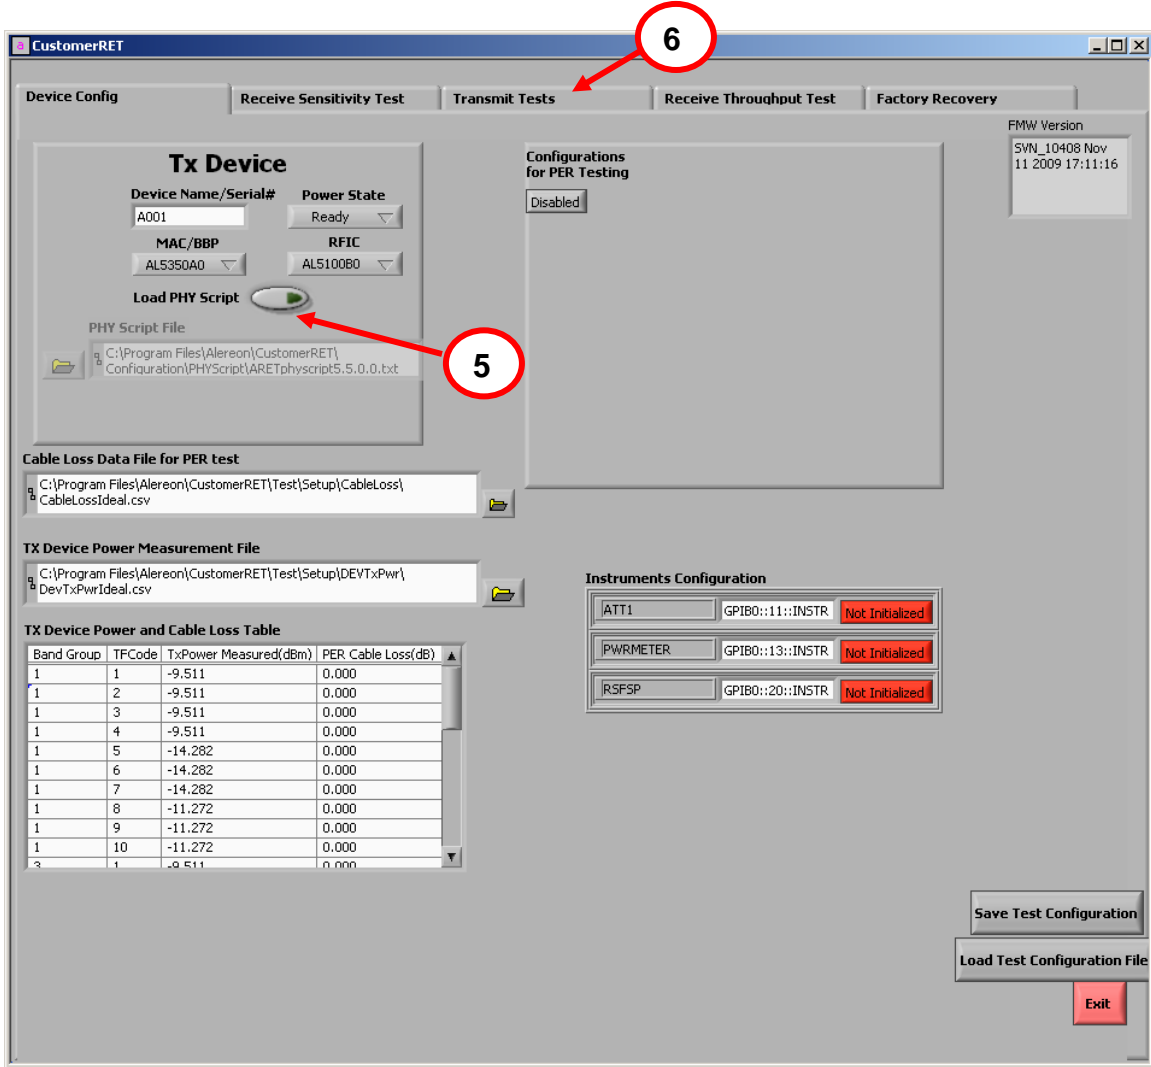 6
a CustomerRET
Device Config
Receive Sensitivity Test
Transmit Tests
Receive Throughput Test
Factory Recovery
FMW Version
SVN_10408 Nov
11 2009 17:11:16
Tx Device
Device Name/Serial#
Power State
A001
Ready
MAC/BBP
RFIC
AL5350A0
AL5100B0
Load PHY Script
PHY Script File
C:\Program Files\Alereon\CustomerRET\
Configuration\PHYScript\ARETphyscript5.5.0.0.txt
5
Configurations
for PER Testing
Disabled
Cable Loss Data File for PER test
C:\Program Files\Alereon\CustomerRET\Test\Setup\CableLoss\
CableLossIdeal.csv
TX Device Power Measurement File
C:\Program Files\Alereon\CustomerRET\Test\Setup\DEVTxPwr\
DevTxPwrIdeal.csv
TX Device Power and Cable Loss Table
Band Group TFCode TxPower Measured(dBm) PER Cable Loss(dB)
1 1 -9.511 0.000
1 2 -9.511 0.000
1 3 -9.511 0.000
1 4 -9.511 0.000
1 5 -14.282 0.000
1 6 -14.282 0.000
1 7 -14.282 0.000
1 8 -11.272 0.000
1 9 -11.272 0.000
1 10 -11.272 0.000
3 1 -9.511 0.000
Instruments Configuration
ATT1 GPIB0::11::INSTR Not Initialized
PWRMETER GPIB0::13::INSTR Not Initialized
RSFSP GPIB0::20::INSTR Not Initialized
Save Test Configuration
Load Test Configuration File
Exit